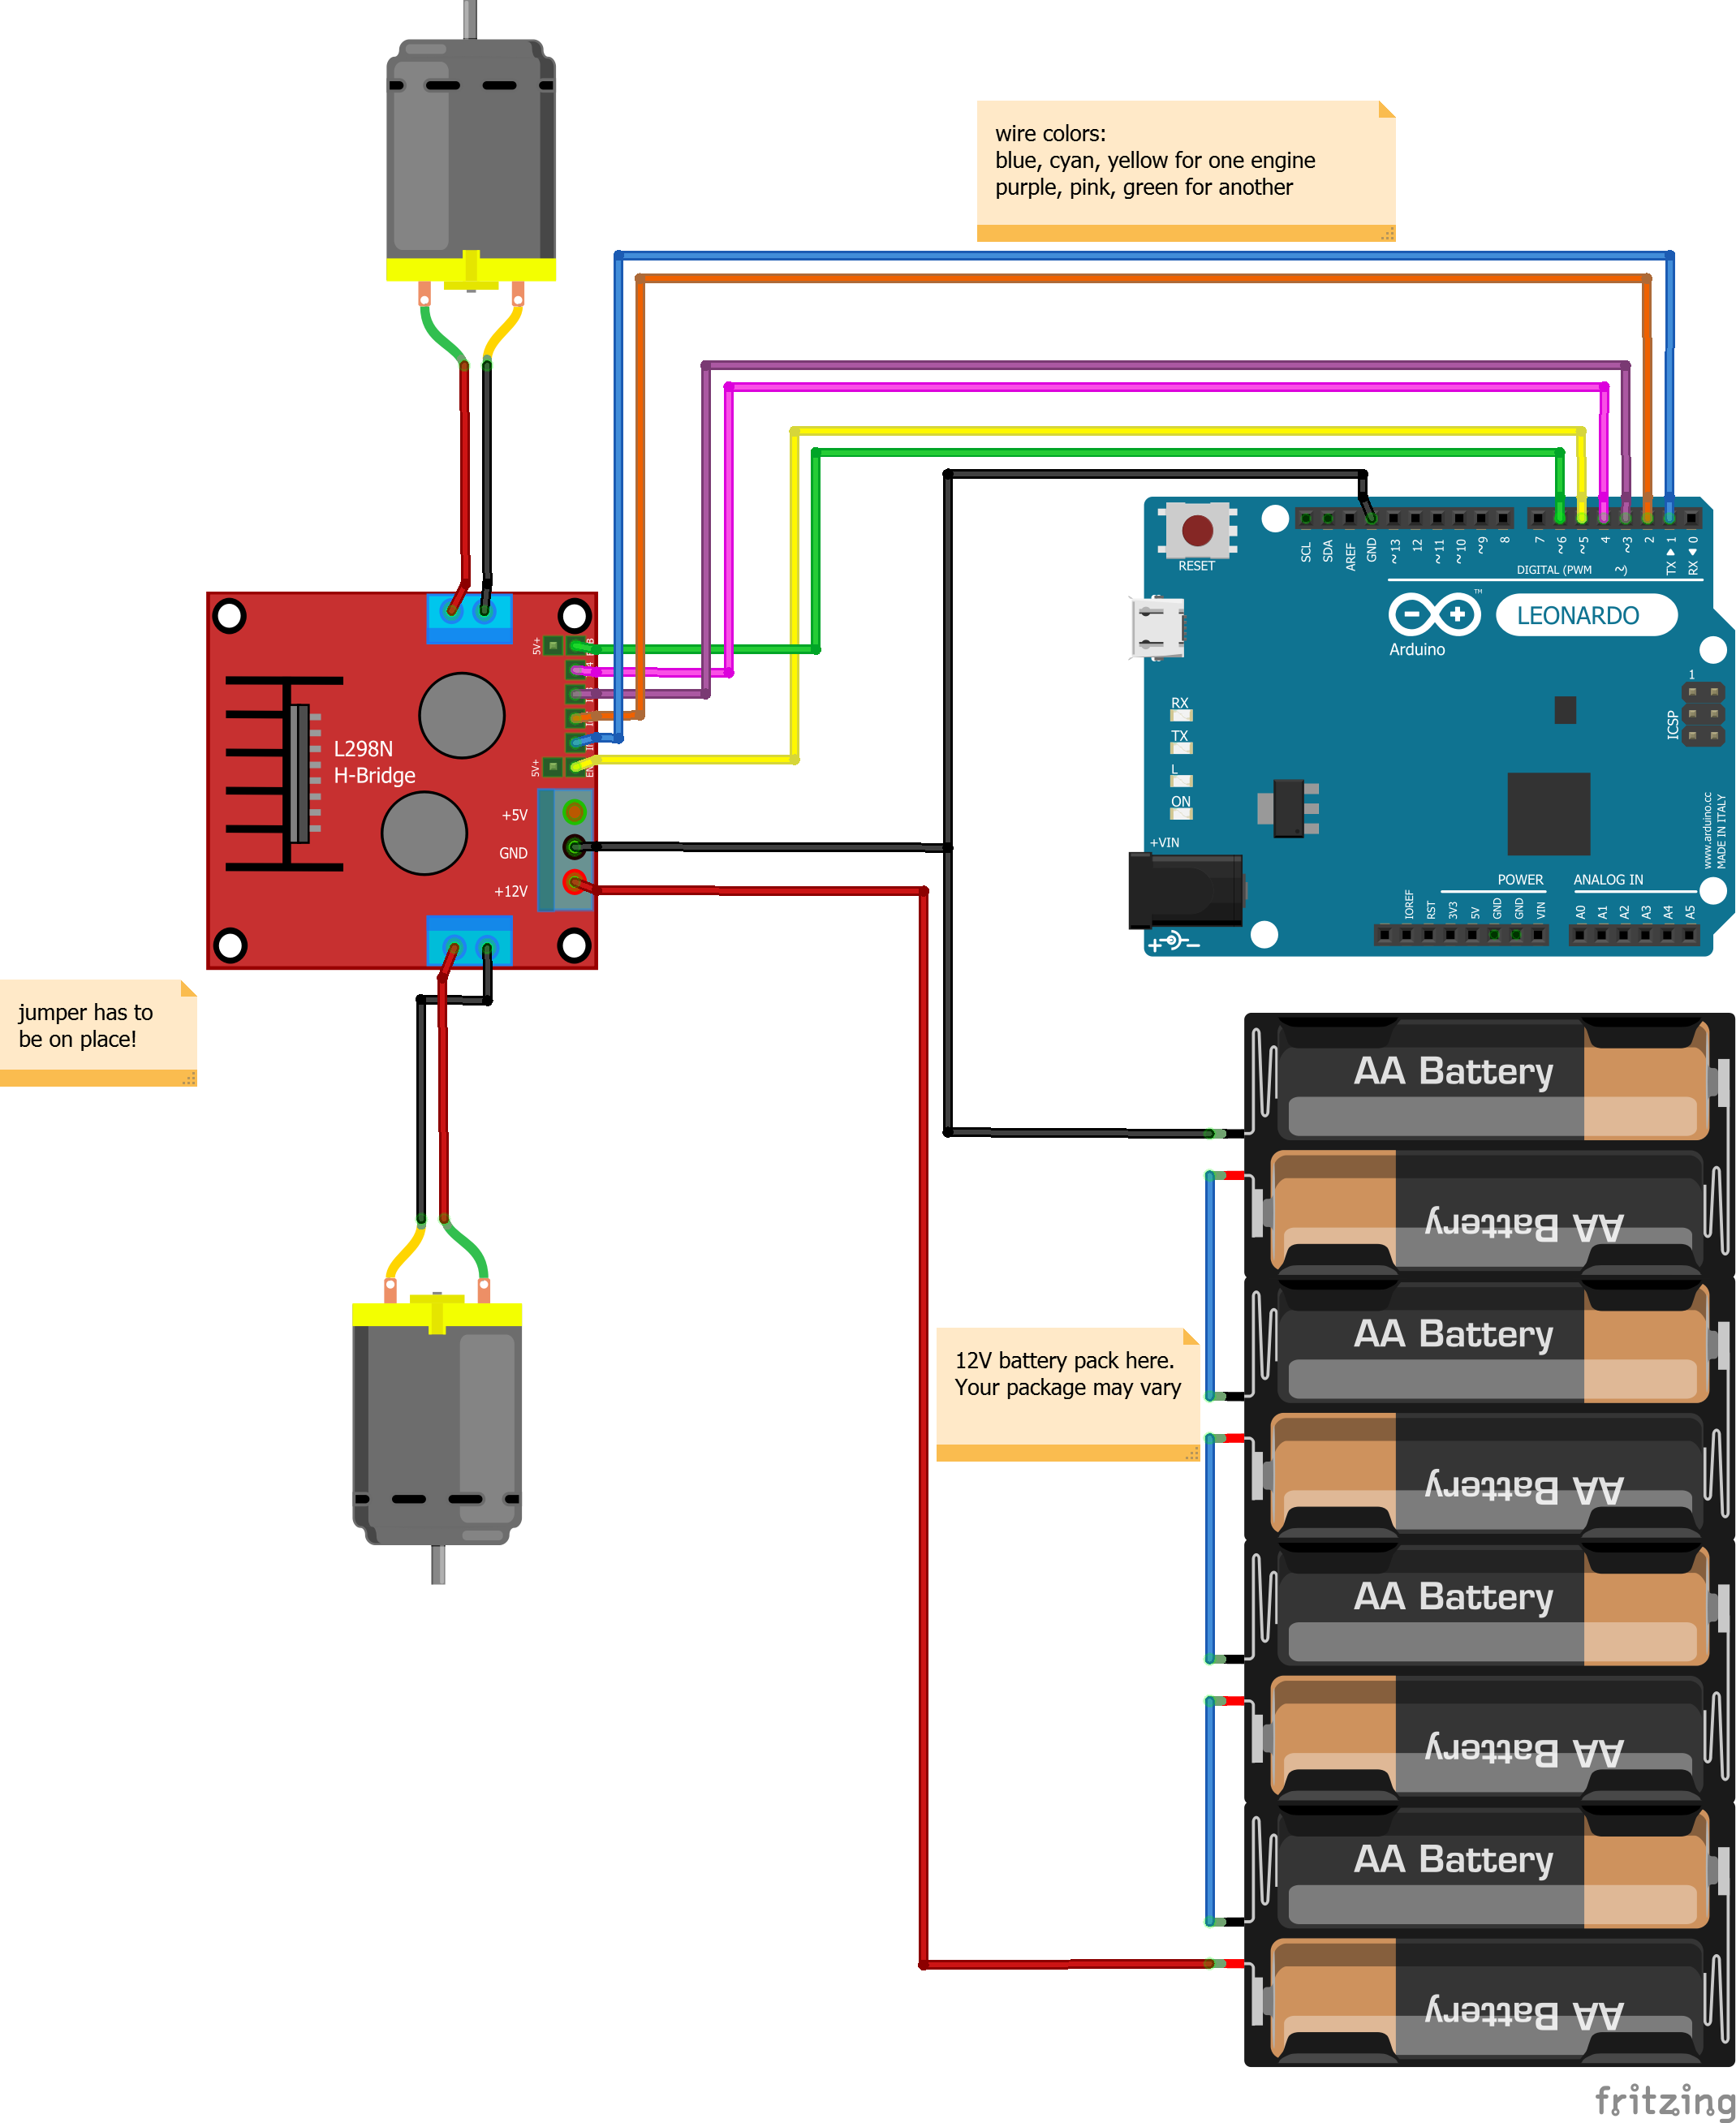 wire colors:
blue, cyan, yellow for one engine
purple, pink, green for another
RESET
SCL
SDA
AREF
GND
~13
12
~11
~10
~9
8
7
~6
~5
4
~3
2
TX ▶ 1
RX ◀ 0
DIGITAL (PWM ~)
LEONARDO
TM
Arduino
5V+
1
ICSP
RX
TX
L
ON
L298N
H-Bridge
5V+
+5V
GND
+12V
+VIN
www.arduino.cc
MADE IN ITALY
POWER
ANALOG IN
IOREF
RST
3V3
5V
GND
GND
VIN
A0
A1
A2
A3
A4
A5
jumper has to
be on place!
AA Battery
AA Battery
AA Battery
12V battery pack here.
Your package may vary
AA Battery
AA Battery
AA Battery
AA Battery
AA Battery
fritzing